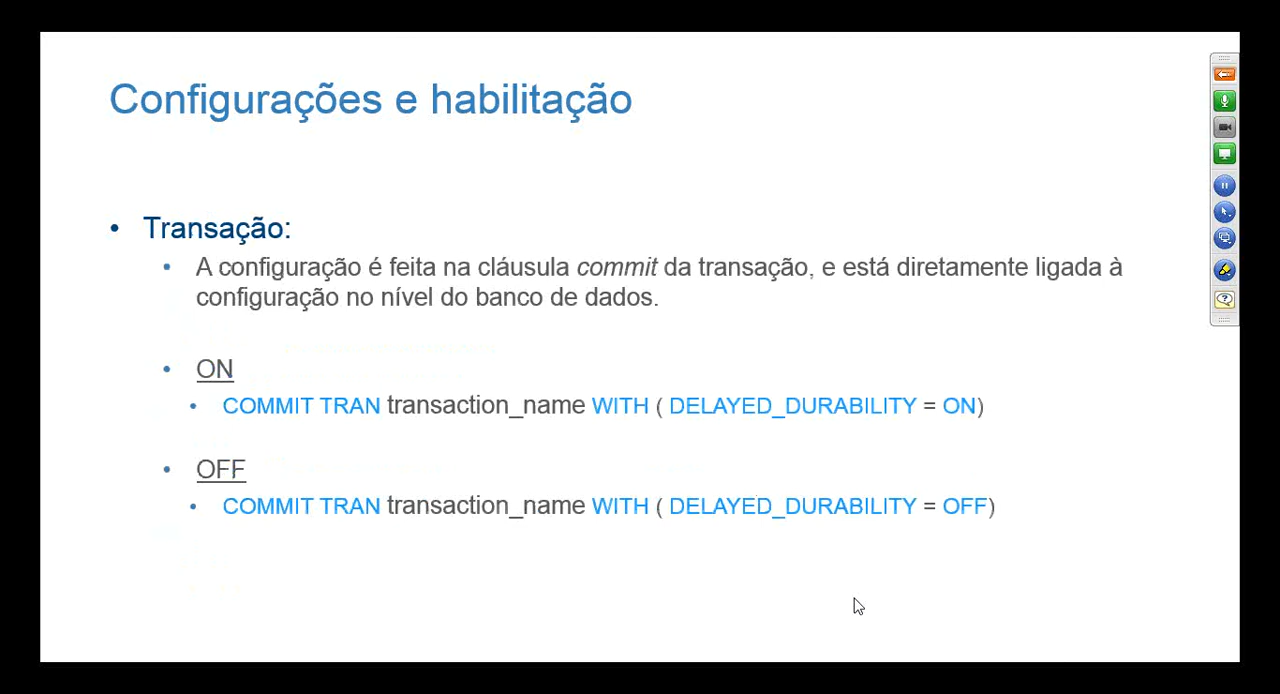 Configurações e habilitação
• Transação:
• A configuração é feita na cláusula commit da transação, e está diretamente ligada à
configuração no nível do banco de dados.
• ON
• COMMIT TRAN transaction_name WITH ( DELAYED_DURABILITY = ON)
• OFF
• COMMIT TRAN transaction_name WITH ( DELAYED_DURABILITY = OFF)